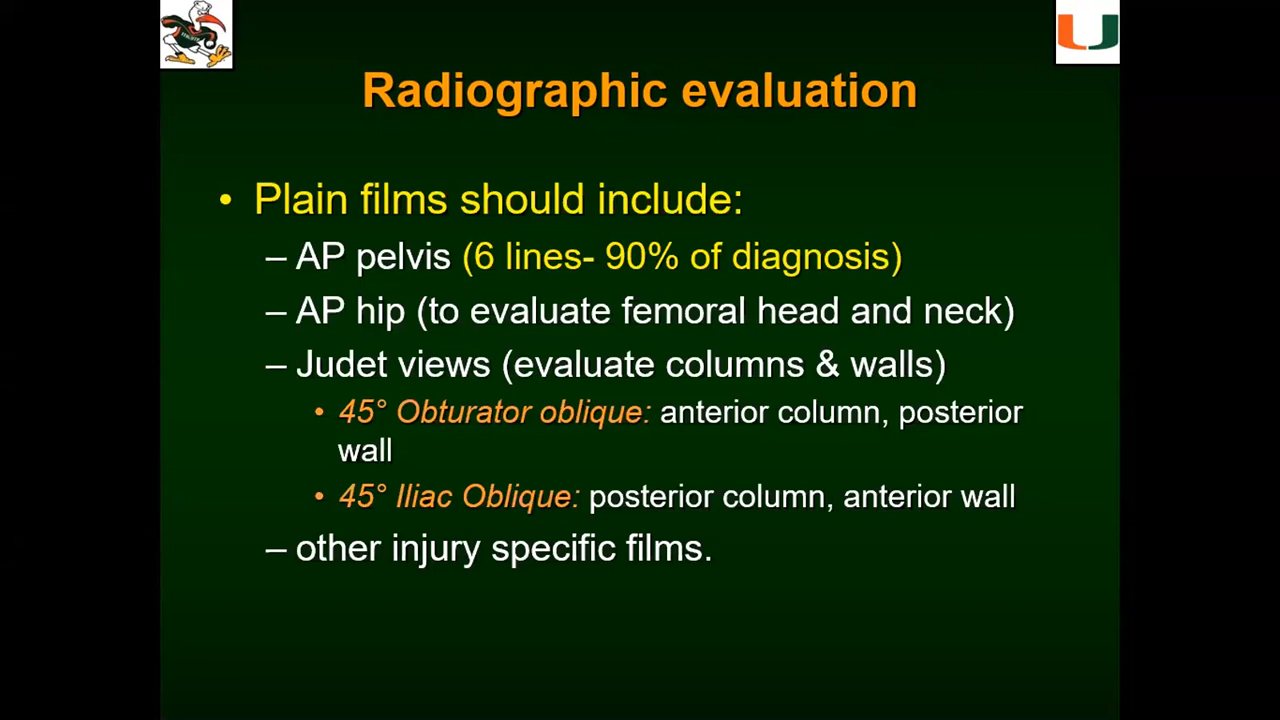 Radiographic evaluation
• Plain films should include:
– AP pelvis (6 lines- 90% of diagnosis)
– AP hip (to evaluate femoral head and neck)
– Judet views (evaluate columns & walls)
• 45° Obturator oblique: anterior column, posterior
wall
• 45° Iliac Oblique: posterior column, anterior wall
– other injury specific films.